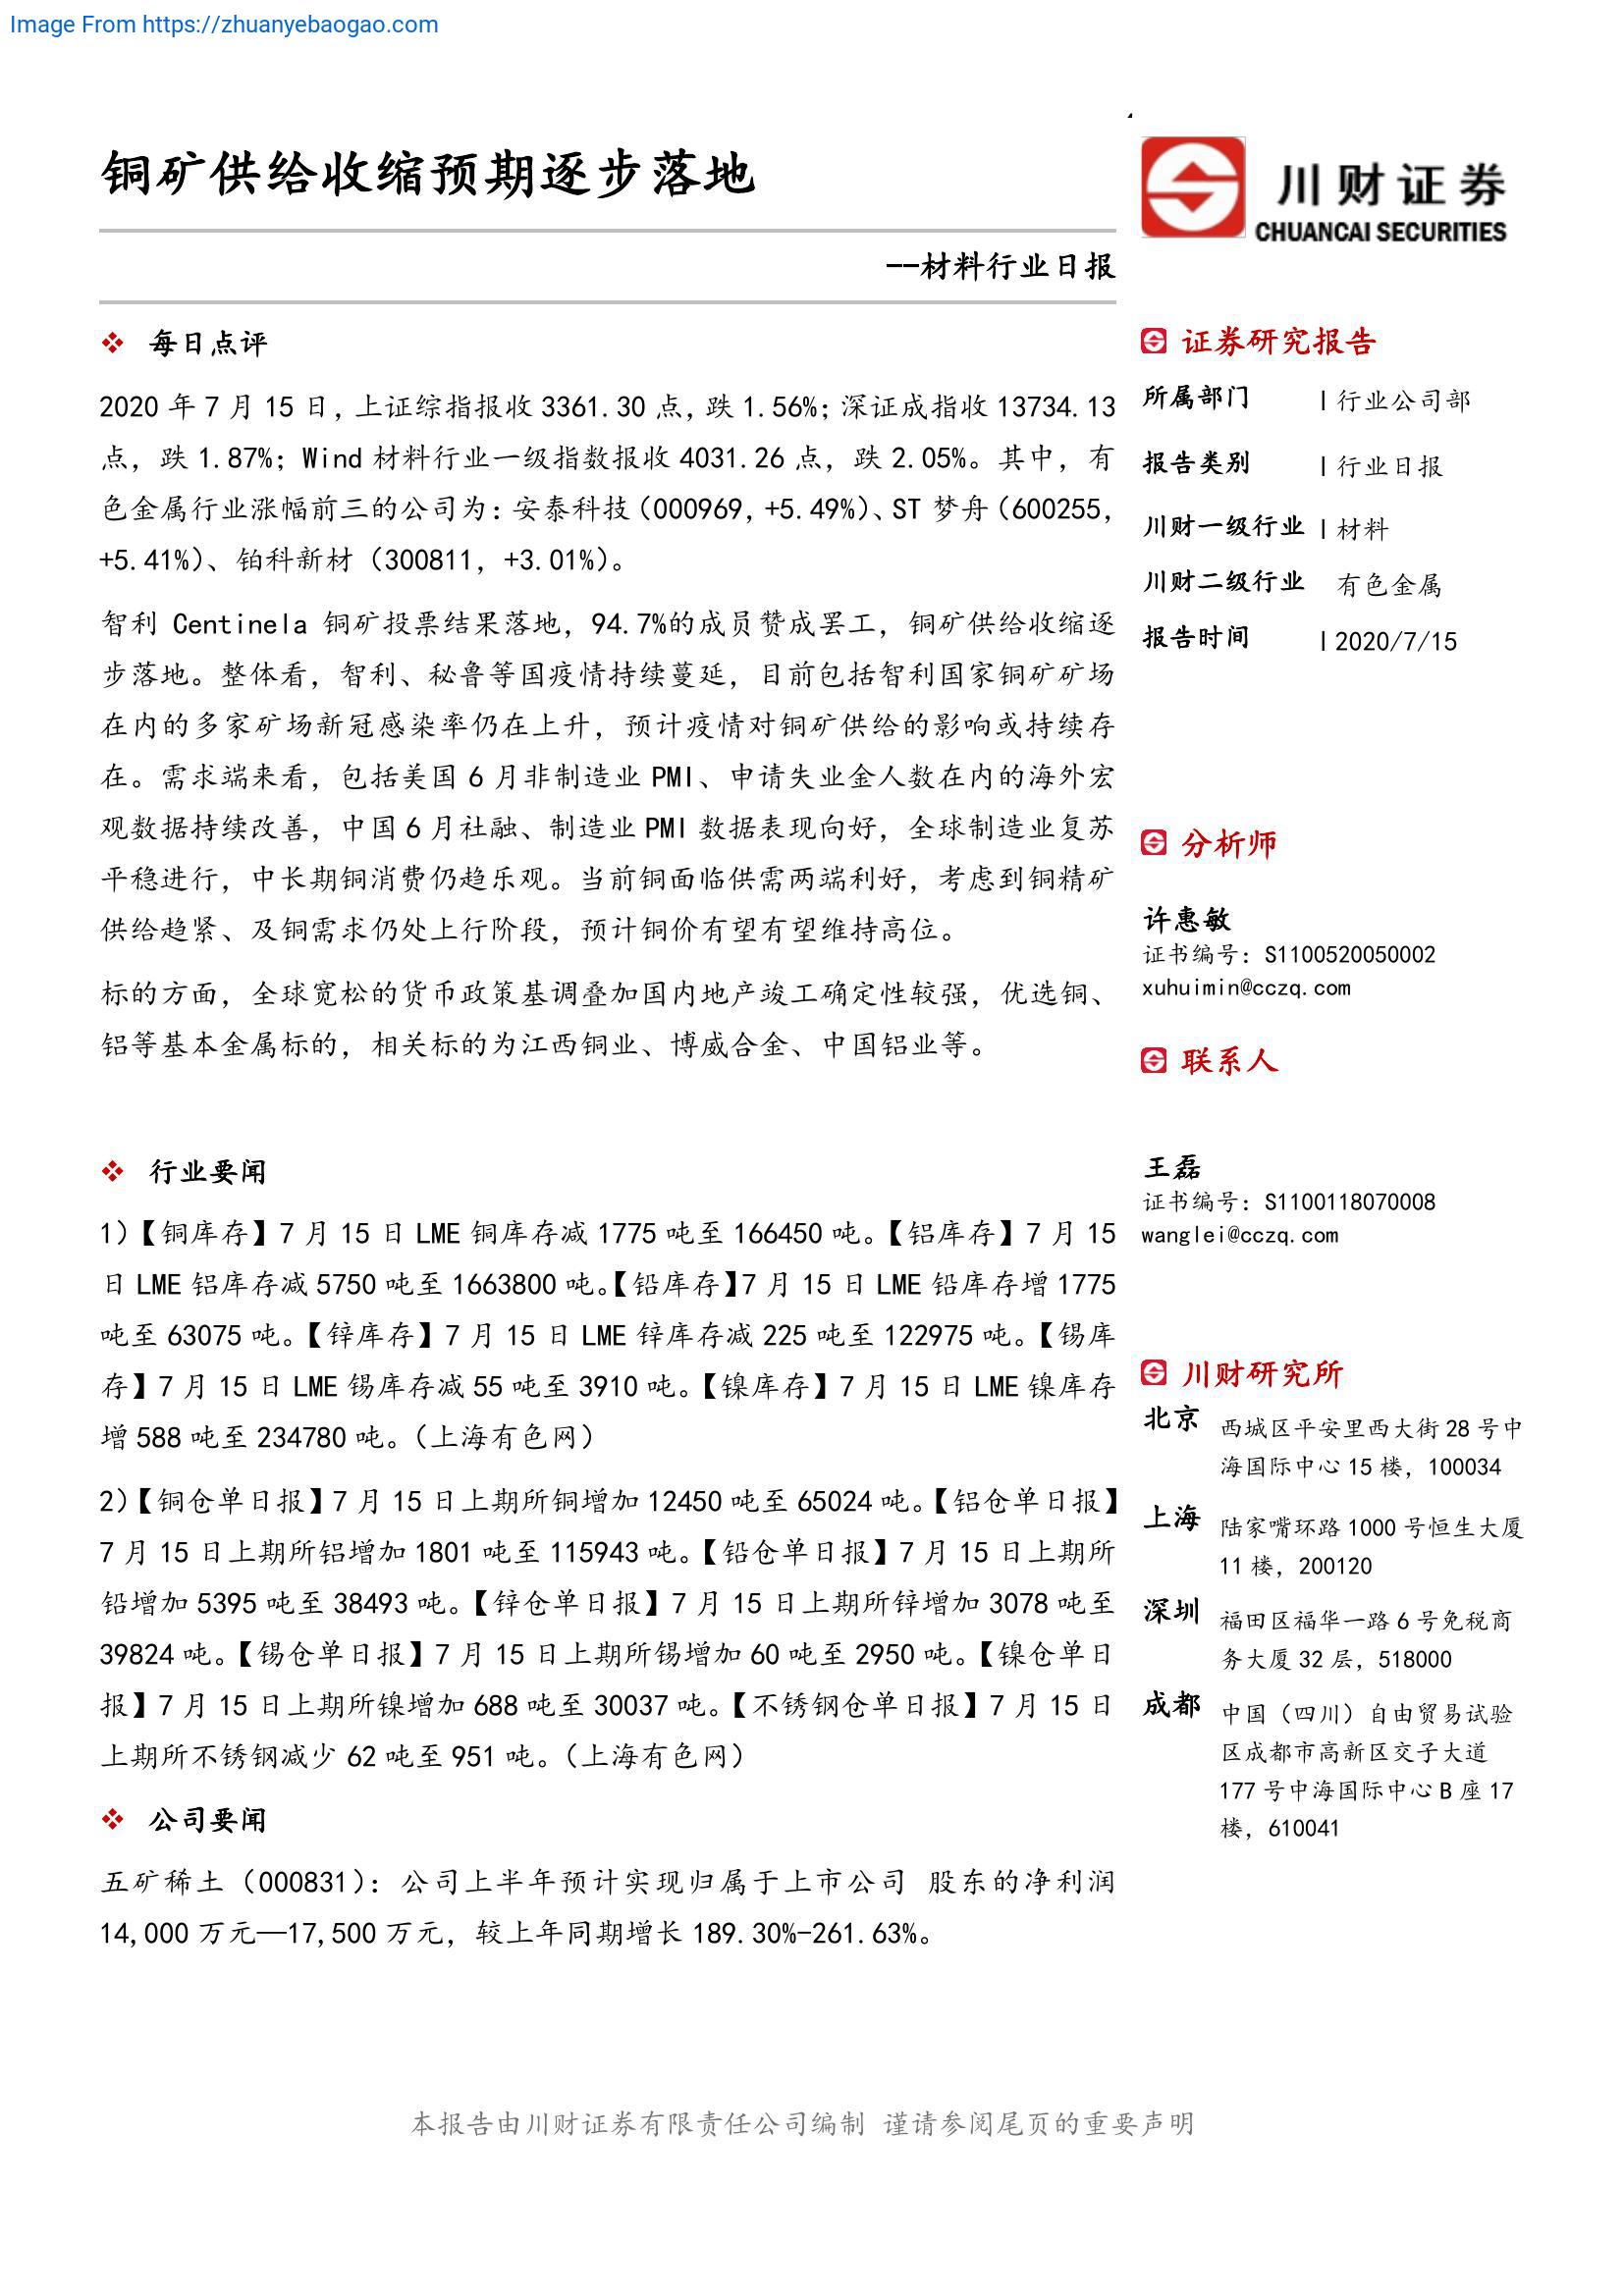 Image From https://zhuanyebaogao.com
铜矿供给收缩预期逐步落地
川财证券
CHUANCAI SECURITIES
--材料行业日报
每日点评
2020 年 7 月 15 日，上证综指报收 3361.30 点，跌 1.56%；深证成指收 13734.13
点，跌 1.87%；Wind 材料行业一级指数报收 4031.26 点，跌 2.05%。其中，有
色金属行业涨幅前三的公司为：安泰科技（000969，+5.49%）、ST 梦舟（600255，
+5.41%）、铂科新材（300811，+3.01%）。
智利 Centinela 铜矿投票结果落地，94.7%的成员赞成罢工，铜矿供给收缩逐
步落地。整体看，智利、秘鲁等国疫情持续蔓延，目前包括智利国家铜矿矿场
在内的多家矿场新冠感染率仍在上升，预计疫情对铜矿供给的影响或持续存
在。需求端来看，包括美国 6 月非制造业 PMI、申请失业金人数在内的海外宏
观数据持续改善，中国 6 月社融、制造业 PMI 数据表现向好，全球制造业复苏
平稳进行，中长期铜消费仍趋乐观。当前铜面临供需两端利好，考虑到铜精矿
供给趋紧、及铜需求仍处上行阶段，预计铜价有望有望维持高位。
标的方面，全球宽松的货币政策基调叠加国内地产竣工确定性较强，优选铜、
铝等基本金属标的，相关标的为江西铜业、博威合金、中国铝业等。
行业要闻
1）【铜库存】7 月 15 日 LME 铜库存减 1775 吨至 166450 吨。【铝库存】7 月 15
日 LME 铝库存减 5750 吨至 1663800 吨。【铅库存】7 月 15 日 LME 铅库存增 1775
吨至 63075 吨。【锌库存】7 月 15 日 LME 锌库存减 225 吨至 122975 吨。【锡库
存】7 月 15 日 LME 锡库存减 55 吨至 3910 吨。【镍库存】7 月 15 日 LME 镍库存
增 588 吨至 234780 吨。（上海有色网）
2）【铜仓单日报】7 月 15 日上期所铜增加 12450 吨至 65024 吨。【铝仓单日报】
7 月 15 日上期所铝增加 1801 吨至 115943 吨。【铅仓单日报】7 月 15 日上期所
铅增加 5395 吨至 38493 吨。【锌仓单日报】7 月 15 日上期所锌增加 3078 吨至
39824 吨。【锡仓单日报】7 月 15 日上期所锡增加 60 吨至 2950 吨。【镍仓单日
报】7 月 15 日上期所镍增加 688 吨至 30037 吨。【不锈钢仓单日报】7 月 15 日
上期所不锈钢减少 62 吨至 951 吨。（上海有色网）
公司要闻
五矿稀土（000831）：公司上半年预计实现归属于上市公司 股东的净利润
14,000 万元—17,500 万元，较上年同期增长 189.30%-261.63%。
证券研究报告
所属部门 | 行业公司部
报告类别 | 行业日报
川财一级行业 | 材料
川财二级行业 有色金属
报告时间 | 2020/7/15
分析师
许惠敏
证书编号：S1100520050002
xuhuimin@cczq.com
联系人
王磊
证书编号：S1100118070008
wanglei@cczq.com
川财研究所
北京 西城区平安里西大街 28 号中
海国际中心 15 楼，100034
上海 陆家嘴环路 1000 号恒生大厦
11 楼，200120
深圳 福田区福华一路 6 号免税商
务大厦 32 层，518000
成都 中国（四川）自由贸易试验
区成都市高新区交子大道
177 号中海国际中心 B 座 17
楼，610041
本报告由川财证券有限责任公司编制 谨请参阅尾页的重要声明